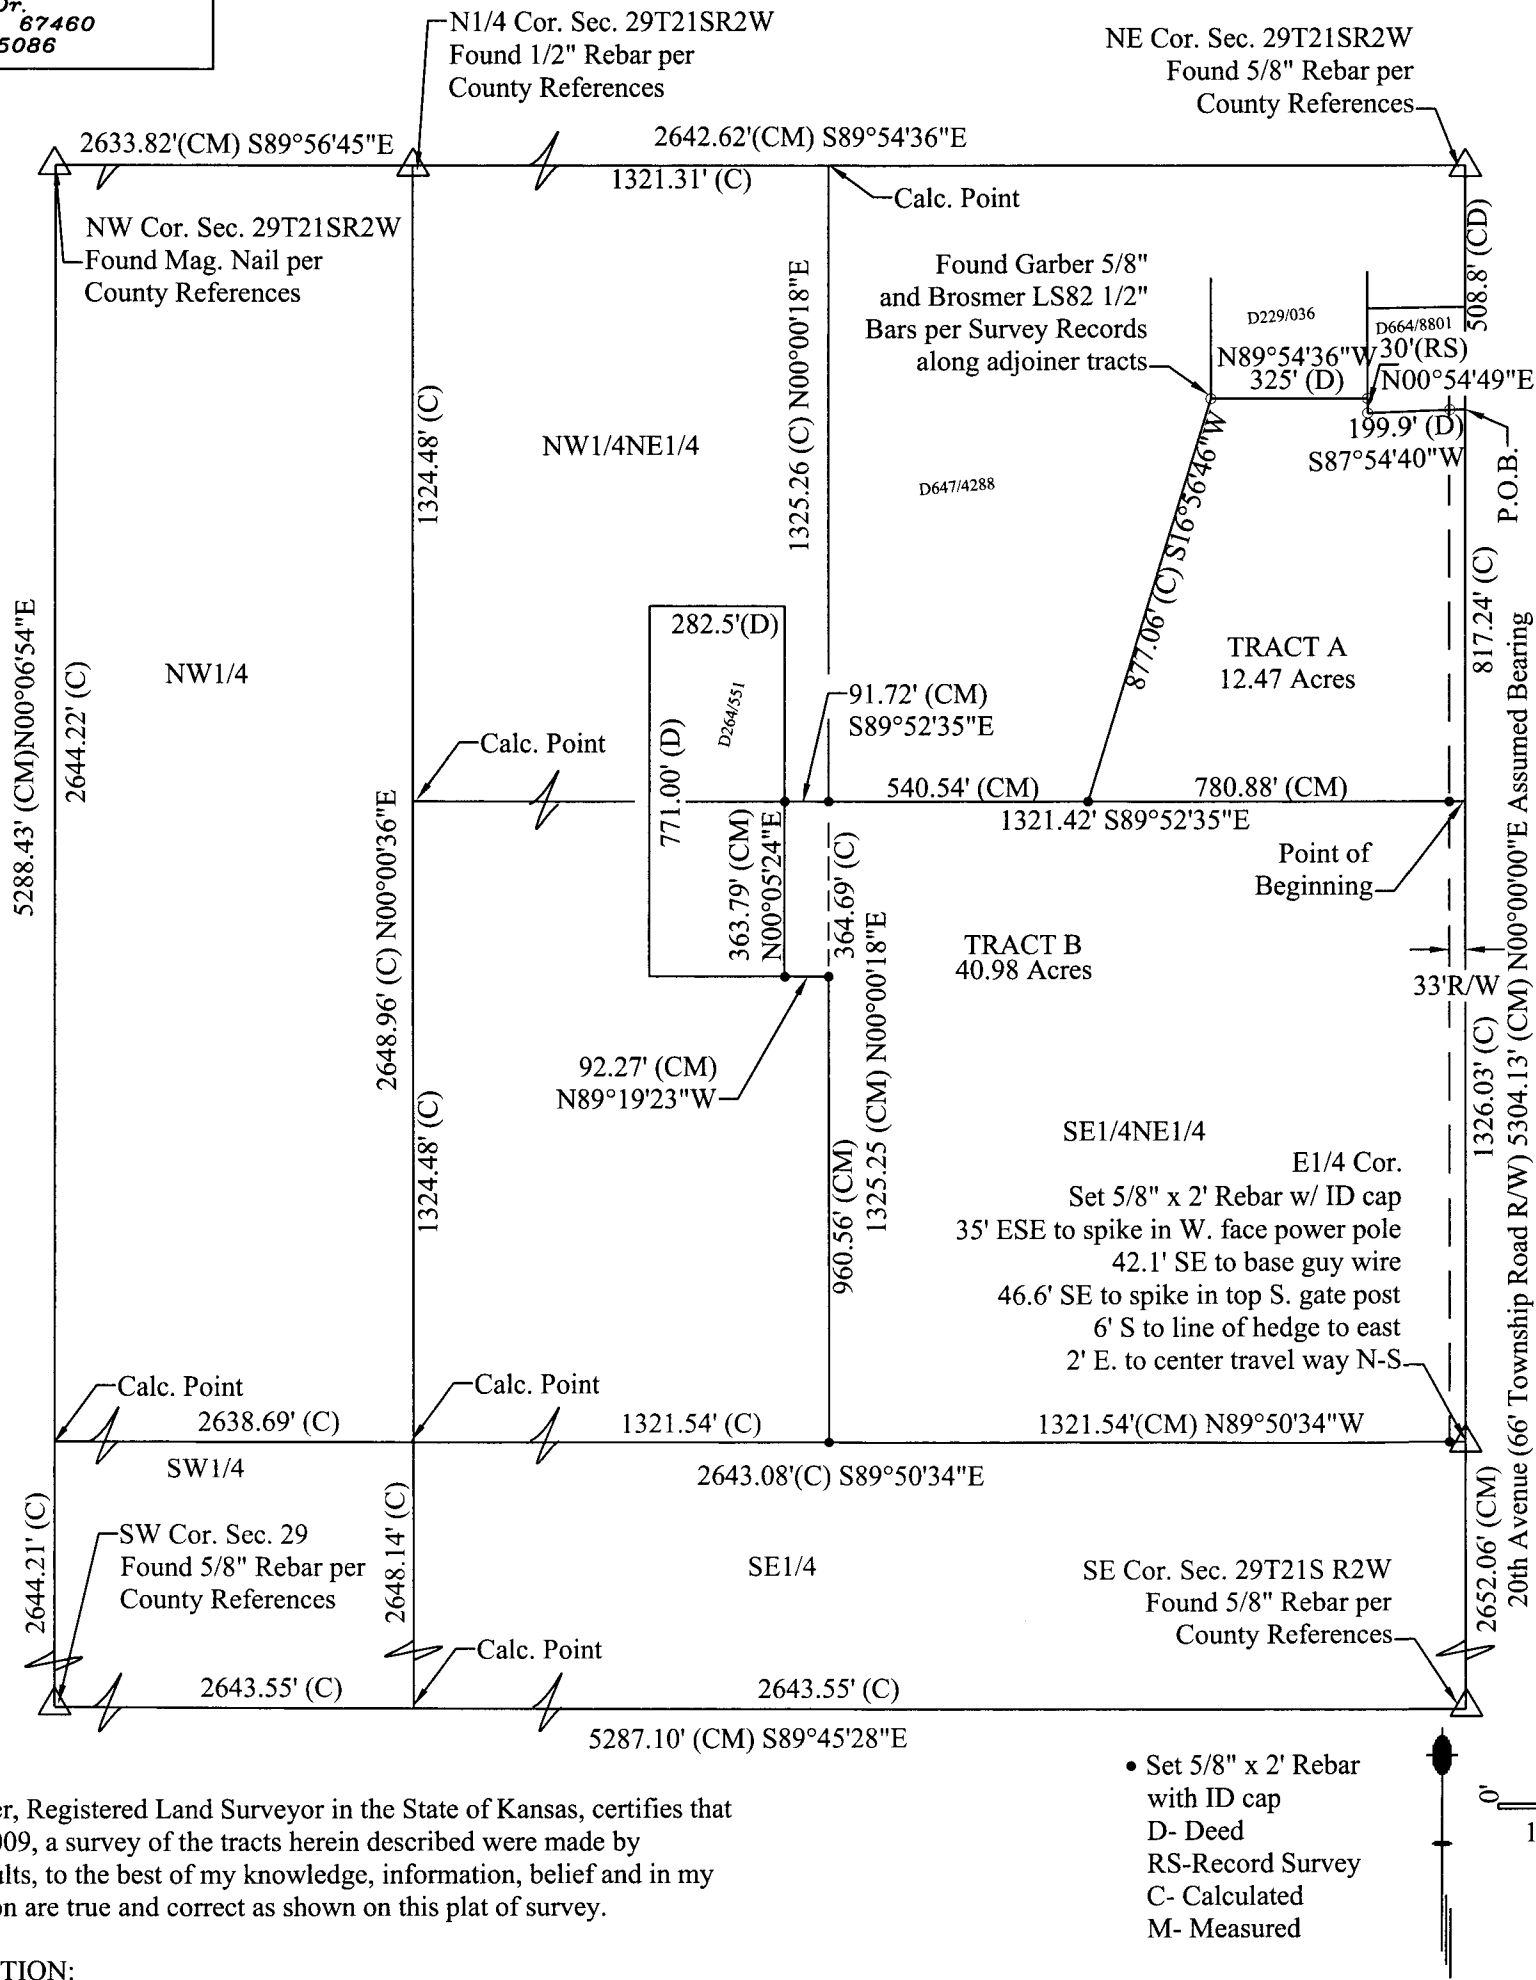 Dr.
67460
5086
N1/4 Cor. Sec. 29T21SR2W
Found 1/2" Rebar per
County References
NE Cor. Sec. 29T21SR2W
Found 5/8" Rebar per
County References
2633.82'(CM) S89°56'45"E
2642.62'(CM) S89°54'36"E
1321.31' (C)
Calc. Point
NW Cor. Sec. 29T21SR2W
Found Mag. Nail per
County References
508.8' (CD)
Found Garber 5/8"
and Brosmer LS82 1/2"
Bars per Survey Records
along adjoiner tracts
D229/036
D664/8801
N89°54'36"W
325' (D)
30'(RS)
N00°54'49"E
199.9' (D)
S87°54'40"W
P.O.B.
1324.48' (C)
NW1/4NE1/4
1325.26 (C) N00°00'18"E
D647/4288
877.06' (C) S16°56'46"W
817.24' (C)
TRACT A
12.47 Acres
5288.43' (CM)N00°06'54"E
2644.22' (C)
NW1/4
282.5'(D)
D264/551
771.00' (D)
91.72' (CM)
S89°52'35"E
Calc. Point
540.54' (CM)
780.88' (CM)
1321.42' S89°52'35"E
Point of
Beginning
363.79' (CM)
N00°05'24"E
364.69' (C)
2648.96' (C) N00°00'36"E
TRACT B
40.98 Acres
33'R/W
92.27' (CM)
N89°19'23"W
1325.25 (CM) N00°00'18"E
960.56' (CM)
1324.48' (C)
1326.03' (C)
20th Avenue (66' Township Road R/W) 5304.13' (CM) N00°00'00"E Assumed Bearing
SE1/4NE1/4
E1/4 Cor.
Set 5/8" x 2' Rebar w/ ID cap
35' ESE to spike in W. face power pole
42.1' SE to base guy wire
46.6' SE to spike in top S. gate post
6' S to line of hedge to east
2' E. to center travel way N-S
Calc. Point
Calc. Point
2638.69' (C)
1321.54' (C)
1321.54'(CM) N89°50'34"W
SW1/4
2643.08'(C) S89°50'34"E
2644.21' (C)
2648.14' (C)
2652.06' (CM)
SW Cor. Sec. 29
Found 5/8" Rebar per
County References
SE1/4
SE Cor. Sec. 29T21S R2W
Found 5/8" Rebar per
County References
Calc. Point
2643.55' (C)
2643.55' (C)
5287.10' (CM) S89°45'28"E
• Set 5/8" x 2' Rebar
with ID cap
D- Deed
RS-Record Survey
C- Calculated
M- Measured
0'
1
er, Registered Land Surveyor in the State of Kansas, certifies that
009, a survey of the tracts herein described were made by
ults, to the best of my knowledge, information, belief and in my
on are true and correct as shown on this plat of survey.
TION: